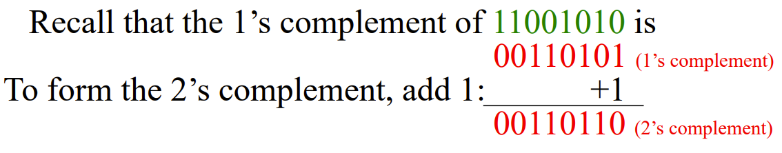 Recall that the 1’s complement of 11001010 is
00110101 (1’s complement)
To form the 2’s complement, add 1: +1
00110110 (2’s complement)